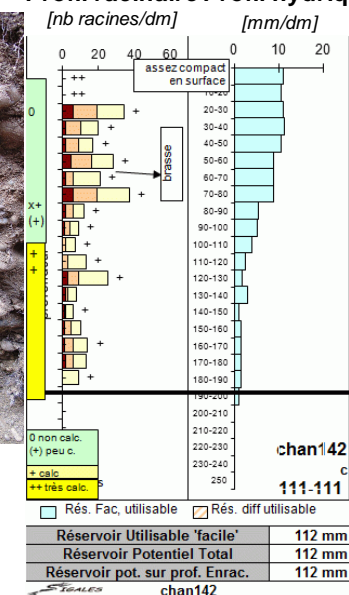 [nb racines/dm] [mm/dm]
0 20 40 60
0 10 20
assez compact
en surface
++
++
10-20
0
+
20-30
+
30-40
+
40-50
+
50-60
brasse
+
60-70
+
70-80
x+
+
80-90
(+)
+
90-100
+
+
100-110
+
+
110-120
+
120-130
130-140
+
140-150
150-160
+
160-170
170-180
+
180-190
190-200
200-210
0 non calc.
210-220
(+) peu c.
220-230
chan142
230-240
c
+ calc
250
111-111
++ très calc.
s
Rés. Fac, utilisable Rés. diff utilisable
Réservoir Utilisable 'facile' 112 mm
Réservoir Potentiel Total 112 mm
Réservoir pot. sur prof. Enrac. 112 mm
SIGALES chan142